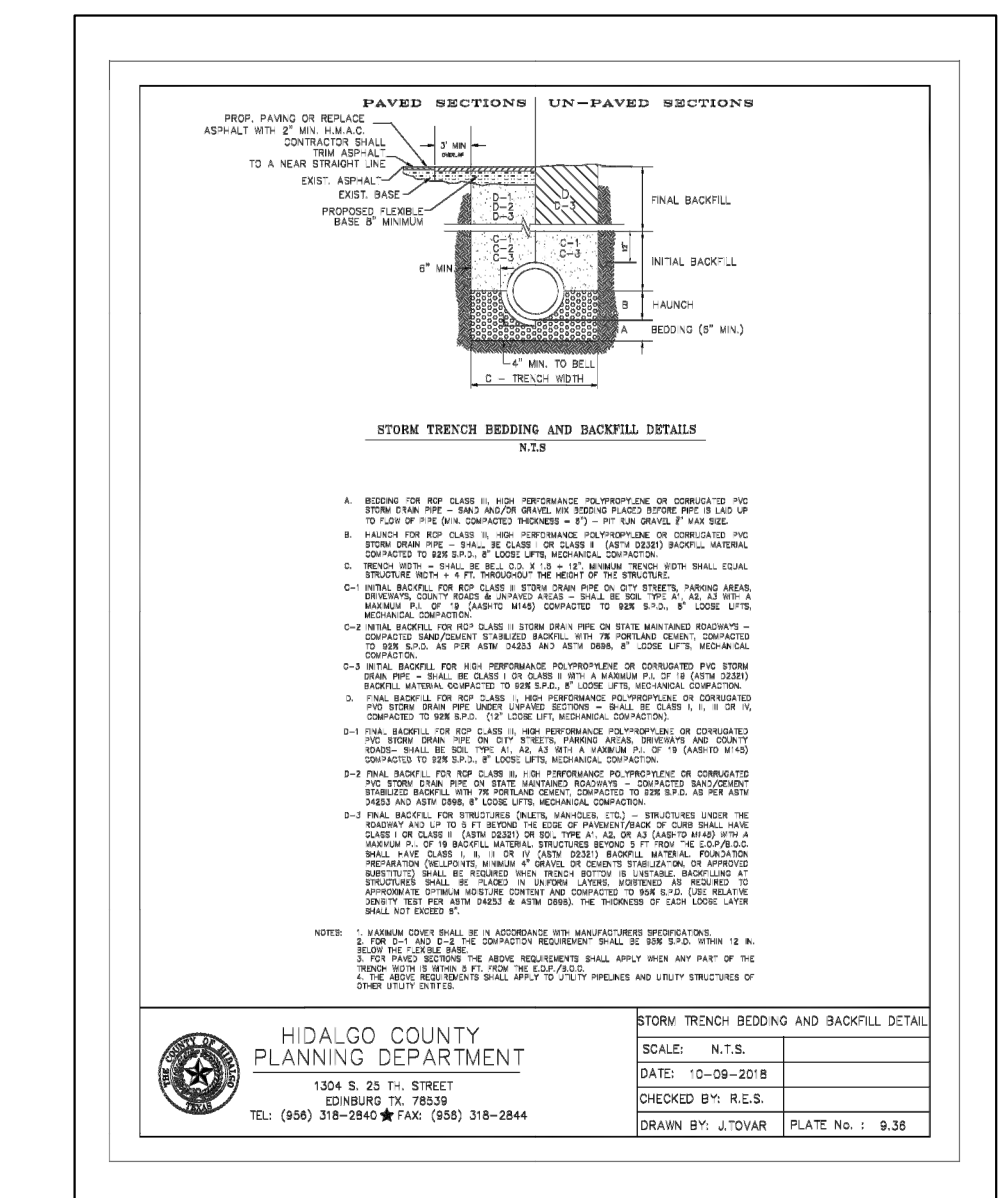 PAVED SECTIONS
UN-PAVED SECTIONS
PROP. PAVING OR REPLACE
ASPHALT WITH 2" MIN. H.M.A.C.
CONTRACTOR SHALL
TRIM ASPHALT
TO A NEAR STRAIGHT LINE
EXIST. ASPHALT
EXIST. BASE
PROPOSED FLEXIBLE
BASE 8" MINIMUM
3' MIN
OVERLAP
D-1
D-2
D-3
D
D-3
C-1
C-2
C-3
C-1
C-3
12"
6" MIN.
FINAL BACKFILL
INITIAL BACKFILL
B HAUNCH
A BEDDING (6" MIN.)
4" MIN. TO BELL
C - TRENCH WIDTH
STORM TRENCH BEDDING AND BACKFILL DETAILS
N.T.S
A. BEDDING FOR RCP CLASS III, HIGH PERFORMANCE POLYPROPYLENE OR CORRUGATED PVC
STORM DRAIN PIPE - SAND AND/OR GRAVEL MIX BEDDING PLACED BEFORE PIPE IS LAID UP
TO FLOW OF PIPE (MIN. COMPACTED THICKNESS = 6") - PIT RUN GRAVEL MAX SIZE.
B. HAUNCH FOR RCP CLASS III, HIGH PERFORMANCE POLYPROPYLENE OR CORRUGATED PVC
STORM DRAIN PIPE - SHALL BE CLASS I OR CLASS II (ASTM D2321) BACKFILL MATERIAL
COMPACTED TO 92% S.P.D., 8" LOOSE LIFTS, MECHANICAL COMPACTION.
C. TRENCH WIDTH - SHALL BE BELL O.D. X 1.5 + 12". MINIMUM TRENCH WIDTH SHALL EQUAL
STRUCTURE WIDTH + 4 FT. THROUGHOUT THE HEIGHT OF THE STRUCTURE.
C-1 INITIAL BACKFILL FOR RCP CLASS III STORM DRAIN PIPE ON CITY STREETS, PARKING AREAS,
DRIVEWAYS, COUNTY ROADS & UNPAVED AREAS - SHALL BE SOIL TYPE A1, A2, A3 WITH A
MAXIMUM P.I. OF 19 (AASHTO M145) COMPACTED TO 92% S.P.D., 8" LOOSE LIFTS,
MECHANICAL COMPACTION.
C-2 INITIAL BACKFILL FOR RCP CLASS III STORM DRAIN PIPE ON STATE MAINTAINED ROADWAYS -
COMPACTED SAND/CEMENT STABILIZED BACKFILL WITH 7% PORTLAND CEMENT, COMPACTED
TO 92% S.P.D. AS PER ASTM D4253 AND ASTM D698, 8" LOOSE LIFTS, MECHANICAL
COMPACTION.
C-3 INITIAL BACKFILL FOR HIGH PERFORMANCE POLYPROPYLENE OR CORRUGATED PVC STORM
DRAIN PIPE - SHALL BE CLASS I OR CLASS II WITH A MAXIMUM P.I. OF 19 (ASTM D2321)
BACKFILL MATERIAL COMPACTED TO 92% S.P.D., 8" LOOSE LIFTS, MECHANICAL COMPACTION.
D. FINAL BACKFILL FOR RCP CLASS III, HIGH PERFORMANCE POLYPROPYLENE OR CORRUGATED
PVC STORM DRAIN PIPE UNDER UNPAVED SECTIONS - SHALL BE CLASS I, II, III OR IV,
COMPACTED TO 92% S.P.D. (12" LOOSE LIFT, MECHANICAL COMPACTION).
D-1 FINAL BACKFILL FOR RCP CLASS III, HIGH PERFORMANCE POLYPROPYLENE OR CORRUGATED
PVC STORM DRAIN PIPE ON CITY STREETS, PARKING AREAS, DRIVEWAYS AND COUNTY
ROADS- SHALL BE SOIL TYPE A1, A2, A3 WITH A MAXIMUM P.I. OF 19 (AASHTO M145)
COMPACTED TO 92% S.P.D., 8" LOOSE LIFTS, MECHANICAL COMPACTION.
D-2 FINAL BACKFILL FOR RCP CLASS III, HIGH PERFORMANCE POLYPROPYLENE OR CORRUGATED
PVC STORM DRAIN PIPE ON STATE MAINTAINED ROADWAYS - COMPACTED SAND/CEMENT
STABILIZED BACKFILL WITH 7% PORTLAND CEMENT, COMPACTED TO 92% S.P.D. AS PER ASTM
D4253 AND ASTM D698, 8" LOOSE LIFTS, MECHANICAL COMPACTION.
D-3 FINAL BACKFILL FOR STRUCTURES (INLETS, MANHOLES, ETC.) - STRUCTURES UNDER THE
ROADWAY AND UP TO 5 FT BEYOND THE EDGE OF PAVEMENT/BACK OF CURB SHALL HAVE
CLASS I OR CLASS II (ASTM D2321) OR SOIL TYPE A1, A2, OR A3 (AASHTO M145) WITH A
MAXIMUM P.I. OF 19 BACKFILL MATERIAL. STRUCTURES BEYOND 5 FT FROM THE E.O.P/B.O.C.
SHALL HAVE CLASS I, II, III OR IV (ASTM D2321) BACKFILL MATERIAL. FOUNDATION
PREPARATION (WELLPOINTS, MINIMUM 4" GRAVEL OR CEMENTS STABILIZATION, OR APPROVED
SUBSTITUTE) SHALL BE REQUIRED WHEN TRENCH BOTTOM IS UNSTABLE. BACKFILLING AT
STRUCTURES SHALL BE PLACED IN UNIFORM LAYERS, MOISTENED AS REQUIRED TO
APPROXIMATE OPTIMUM MOISTURE CONTENT AND COMPACTED TO 95% S.P.D. (USE RELATIVE
DENSITY TEST PER ASTM D4253 & ASTM D698). THE THICKNESS OF EACH LOOSE LAYER
SHALL NOT EXCEED 8".
NOTES: 1. MAXIMUM COVER SHALL BE IN ACCORDANCE WITH MANUFACTURERS SPECIFICATIONS.
2. FOR D-1 AND D-2 THE COMPACTION REQUIREMENT SHALL BE 95% S.P.D. WITHIN 12 IN.
BELOW THE FLEXIBLE BASE.
3. FOR PAVED SECTIONS THE ABOVE REQUIREMENTS SHALL APPLY WHEN ANY PART OF THE
TRENCH WIDTH IS WITHIN 5 FT. FROM THE E.O.P./B.O.C.
4. THE ABOVE REQUIREMENTS SHALL APPLY TO UTILITY PIPELINES AND UTILITY STRUCTURES OF
OTHER UTILITY ENTITIES.
THE COUNTY OF HIDALGO
TEXAS
HIDALGO COUNTY
PLANNING DEPARTMENT
1304 S. 25 TH. STREET
EDINBURG TX. 78539
TEL: (956) 318-2840 ★ FAX: (956) 318-2844
STORM TRENCH BEDDING AND BACKFILL DETAIL
SCALE: N.T.S.
DATE: 10-09-2018
CHECKED BY: R.E.S.
DRAWN BY: J.TOVAR
PLATE No. : 9.36